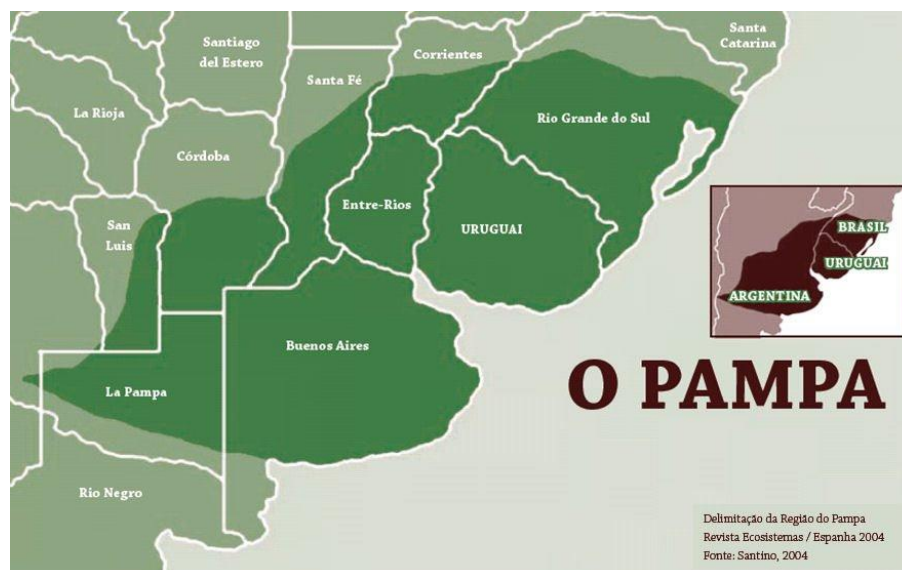 Santa
Catarina
Santiago
del Estero
Corrientes
Santa Fé
La Rioja
Rio Grande do Sul
Córdoba
Entre-Rios
San
Luis
URUGUAI
BRASIL
URUGUAI
ARGENTINA
Buenos Aires
O PAMPA
La Pampa
Rio Negro
Delimitação da Região do Pampa
Revista Ecosistemas / Espanha 2004
Fonte: Santino, 2004